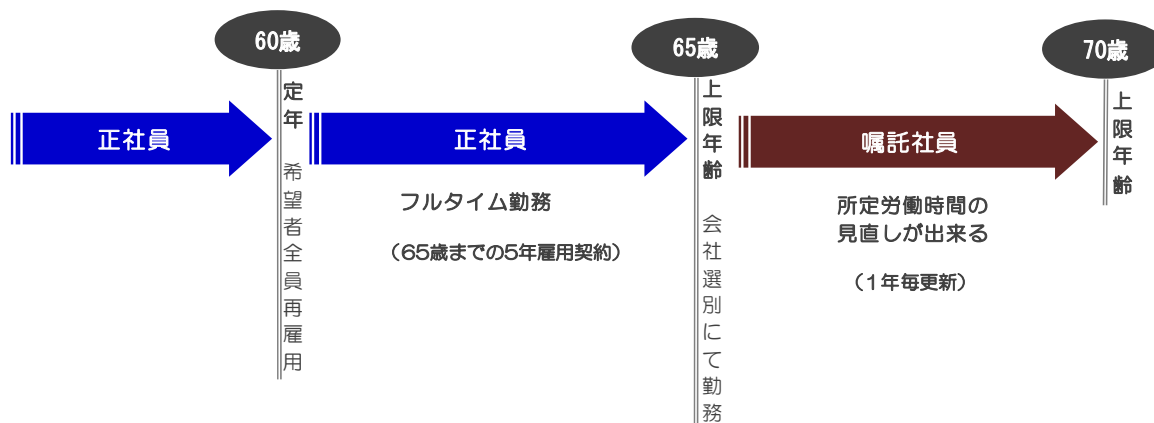 60歳
65歳
70歳
定年 希望者全員再雇用
上限年齢 会社選別にて勤務
上限年齢
正社員
正社員
嘱託社員
フルタイム勤務
（65歳までの5年雇用契約）
所定労働時間の
見直しが出来る
（1年毎更新）